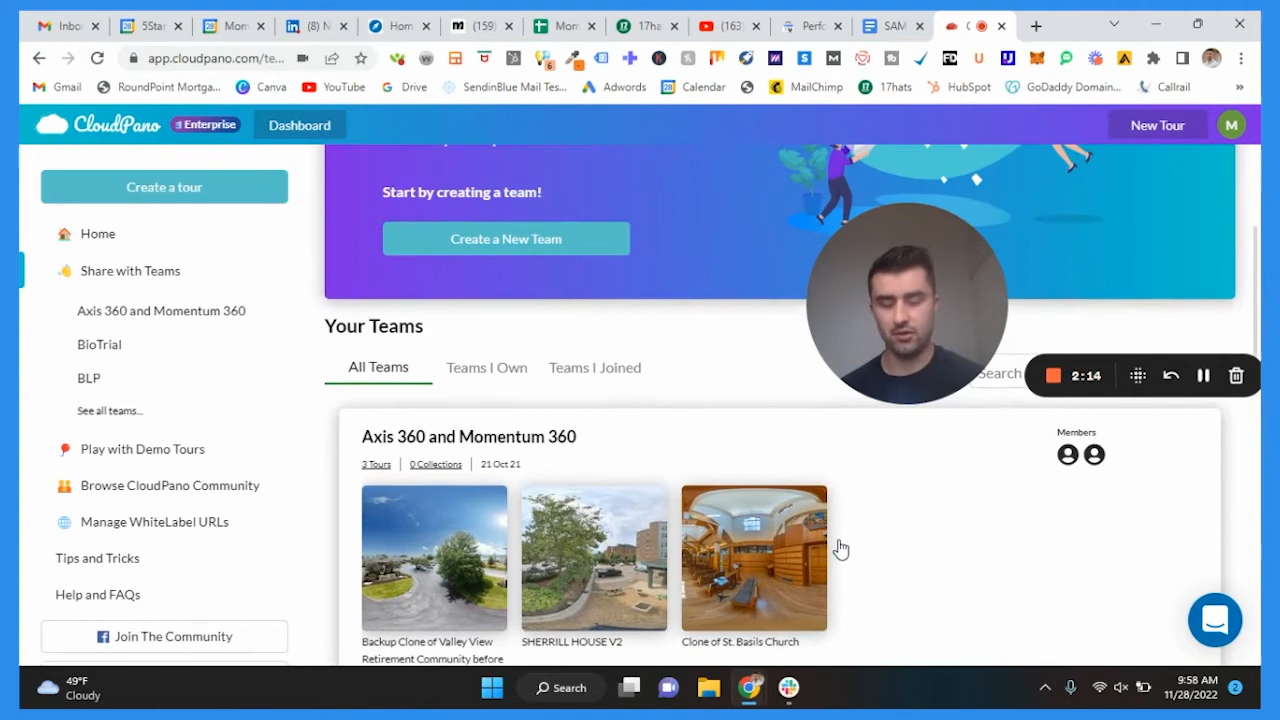 Inbo
5Star
Mom
(8) N
Hom
(159)
Mom
17ha
(163)
Perfo
SAM
C
app.cloudpano.com/te...
6
Gmail
RoundPoint Mortga...
Canva
YouTube
Drive
SendinBlue Mail Tes...
Adwords
Calendar
MailChimp
17hats
HubSpot
GoDaddy Domain...
Callrail
»
CloudPano
Enterprise
Dashboard
New Tour
M
Create a tour
Home
Share with Teams
Axis 360 and Momentum 360
BioTrial
BLP
See all teams...
Play with Demo Tours
Browse CloudPano Community
Manage WhiteLabel URLs
Tips and Tricks
Help and FAQs
Join The Community
Start by creating a team!
Create a New Team
Your Teams
All Teams
Teams I Own
Teams I Joined
Search
2:14
Axis 360 and Momentum 360
Members
3 Tours | 0 Collections | 21 Oct 21
Backup Clone of Valley View
Retirement Community before
SHERRILL HOUSE V2
Clone of St. Basils Church
49°F
Cloudy
Search
9:58 AM
11/28/2022
2